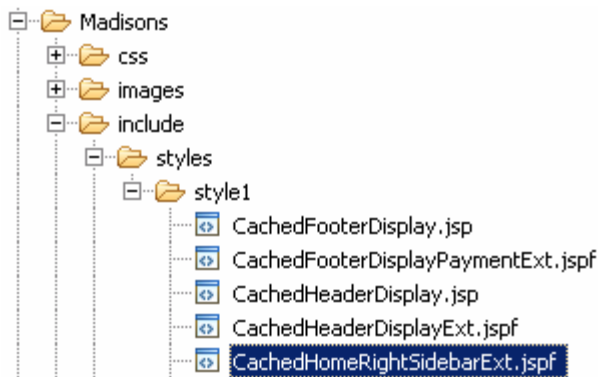 Madisons
css
images
include
styles
style1
CachedFooterDisplay.jsp
CachedFooterDisplayPaymentExt.jspf
CachedHeaderDisplay.jsp
CachedHeaderDisplayExt.jspf
CachedHomeRightSidebarExt.jspf